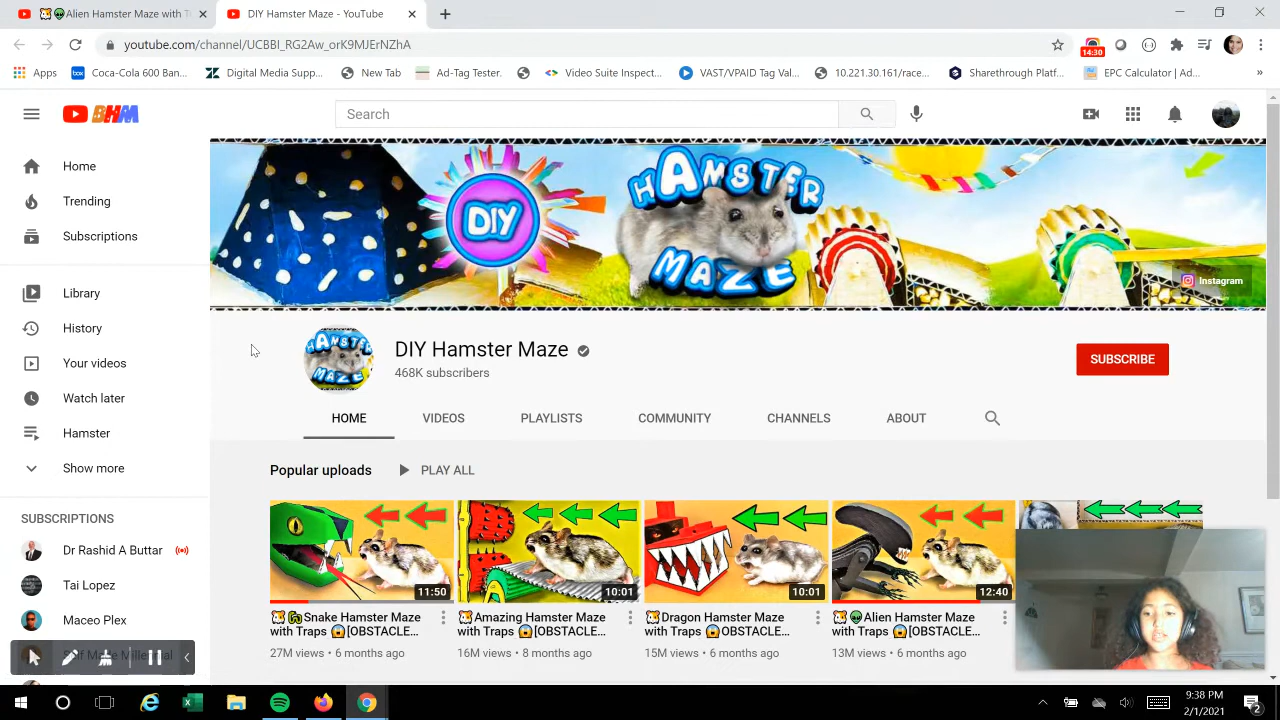 Alien Hamster Maze with T
DIY Hamster Maze - YouTube
youtube.com/channel/UCBBI_RG2Aw_orK9MJEnIZhA
14:30
Apps
box
Coca-Cola 600 Ban...
Digital Media Supp...
New Tab
Ad-Tag Tester.
Video Suite Inspect...
VAST/VPAID Tag Val...
10.221.30.161/race...
Sharethrough Platf...
EPC Calculator | Ad...
»
BHM
Search
Home
Trending
Subscriptions
Library
History
Your videos
Watch later
Hamster
Show more
SUBSCRIPTIONS
Dr Rashid A Buttar
Tai Lopez
Maceo Plex
DIY
HAMSTER
MAZE
Instagram
HAMSTER
MAZE
DIY Hamster Maze
468K subscribers
SUBSCRIBE
HOME
VIDEOS
PLAYLISTS
COMMUNITY
CHANNELS
ABOUT
Popular uploads
PLAY ALL
11:50
10:01
10:01
12:40
🐹🐍Snake Hamster Maze
with Traps 😱[OBSTACLE...
27M views • 6 months ago
🐹Amazing Hamster Maze
with Traps 😱[OBSTACLE...
16M views • 8 months ago
🐹Dragon Hamster Maze
with Traps 😱OBSTACLE...
15M views • 6 months ago
🐹👽Alien Hamster Maze
with Traps 😱[OBSTACLE...
13M views • 6 months ago
9:38 PM
2/1/2021
2